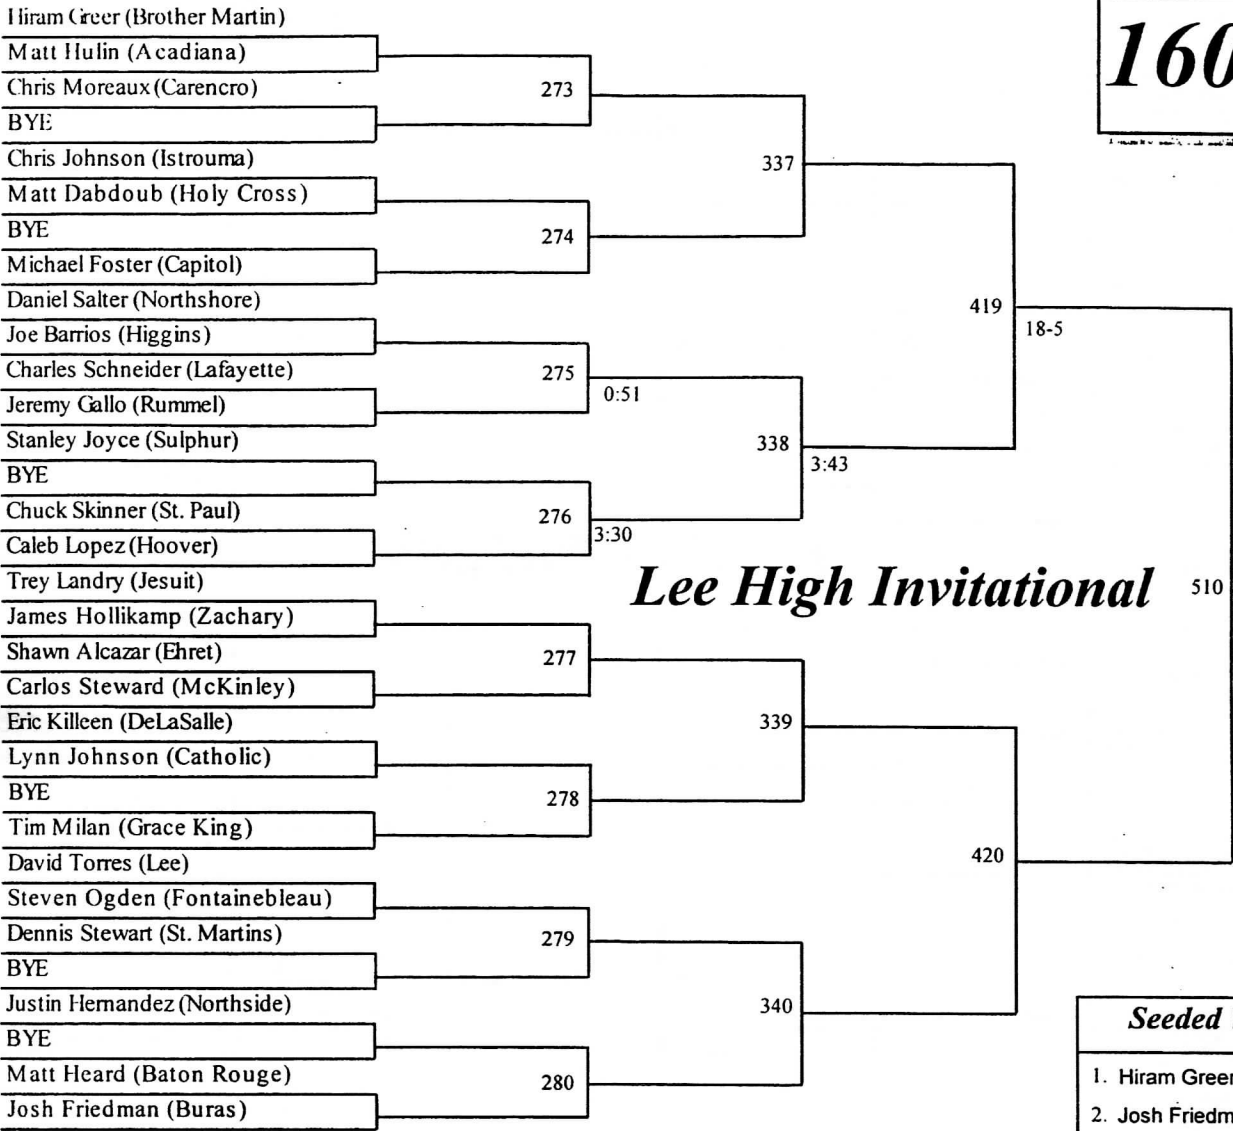 Hiram Greer (Brother Martin)
160
Matt Hulin (Acadiana)
Chris Moreaux (Carencro)
273
BYE
Chris Johnson (Istrouma)
337
Matt Dabdoub (Holy Cross)
BYE
274
Michael Foster (Capitol)
Daniel Salter (Northshore)
419
18-5
Joe Barrios (Higgins)
Charles Schneider (Lafayette)
275
0:51
Jeremy Gallo (Rummel)
Stanley Joyce (Sulphur)
338
3:43
BYE
Chuck Skinner (St. Paul)
276
3:30
Caleb Lopez (Hoover)
Trey Landry (Jesuit)
Lee High Invitational
510
James Hollikamp (Zachary)
Shawn Alcazar (Ehret)
277
Carlos Steward (McKinley)
Eric Killeen (DeLaSalle)
339
Lynn Johnson (Catholic)
BYE
278
Tim Milan (Grace King)
David Torres (Lee)
420
Steven Ogden (Fontainebleau)
Dennis Stewart (St. Martins)
279
BYE
Justin Hernandez (Northside)
340
BYE
Matt Heard (Baton Rouge)
280
Josh Friedman (Buras)
Seeded
1. Hiram Greer
2. Josh Friedm